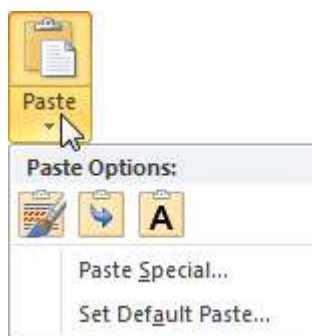 Paste
Paste Options:
A
Paste Special...
Set Default Paste...